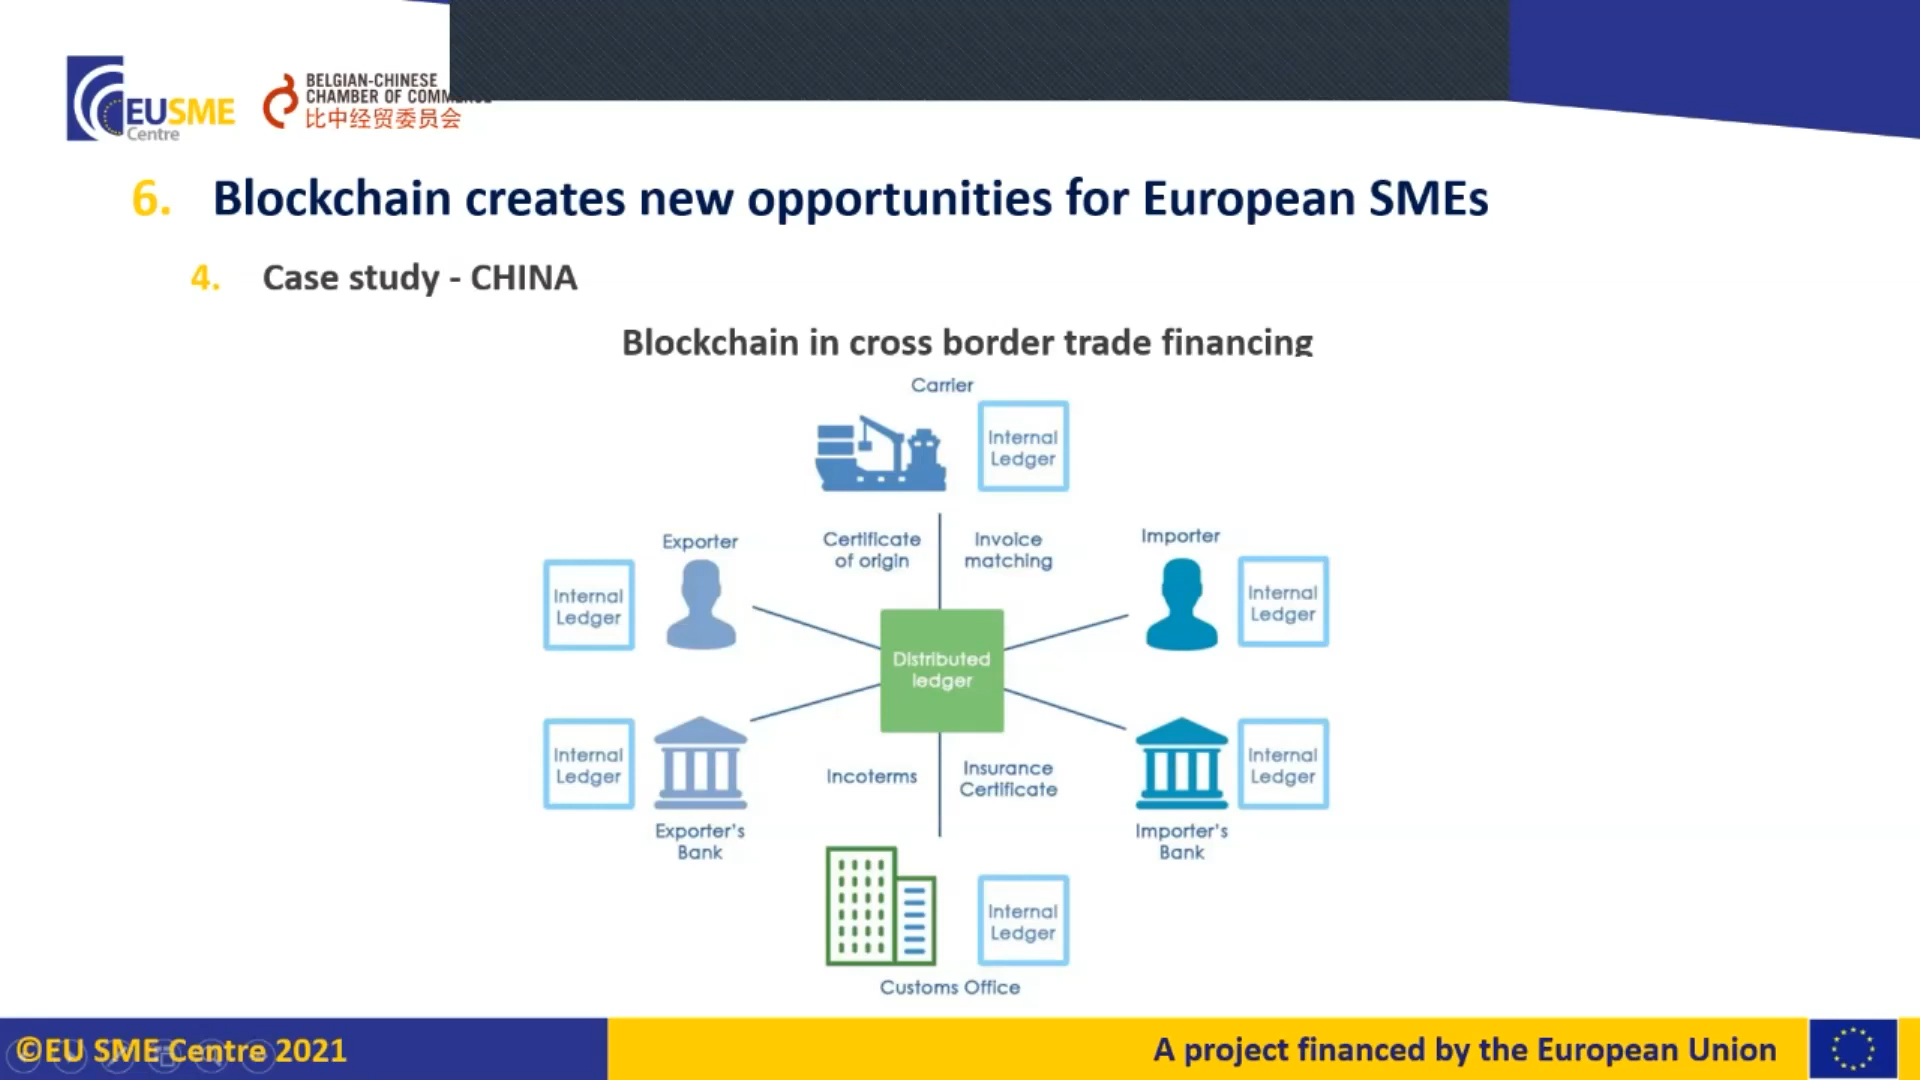 EUSME
Centre
BELGIAN-CHINESE
CHAMBER OF COMMERCE
比中经贸委员会
6. Blockchain creates new opportunities for European SMEs
4. Case study - CHINA
Blockchain in cross border trade financing
Carrier
Internal
Ledger
Exporter
Certificate
of origin
Invoice
matching
Importer
Internal
Ledger
Internal
Ledger
Distributed
ledger
Internal
Ledger
Incoterms
Insurance
Certificate
Internal
Ledger
Exporter's
Bank
Importer's
Bank
Internal
Ledger
Customs Office
©EU SME Centre 2021
A project financed by the European Union